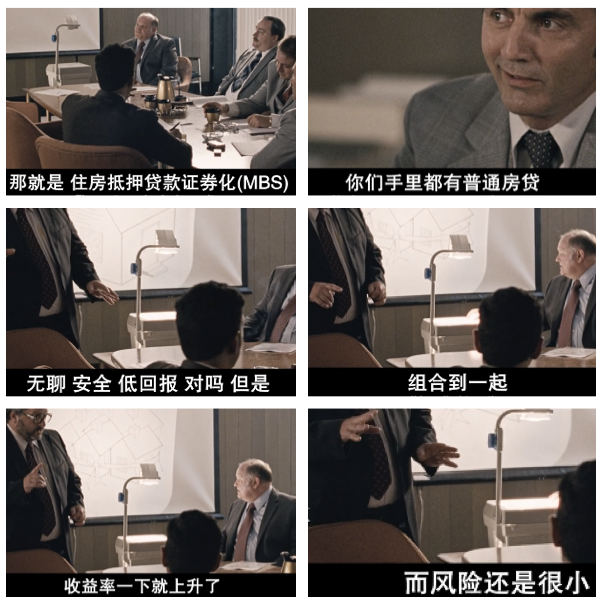 那就是 住房抵押贷款证券化(MBS)
你们手里都有普通房贷
无聊 安全 低回报 对吗 但是
组合到一起
收益率一下就上升了
而风险还是很小